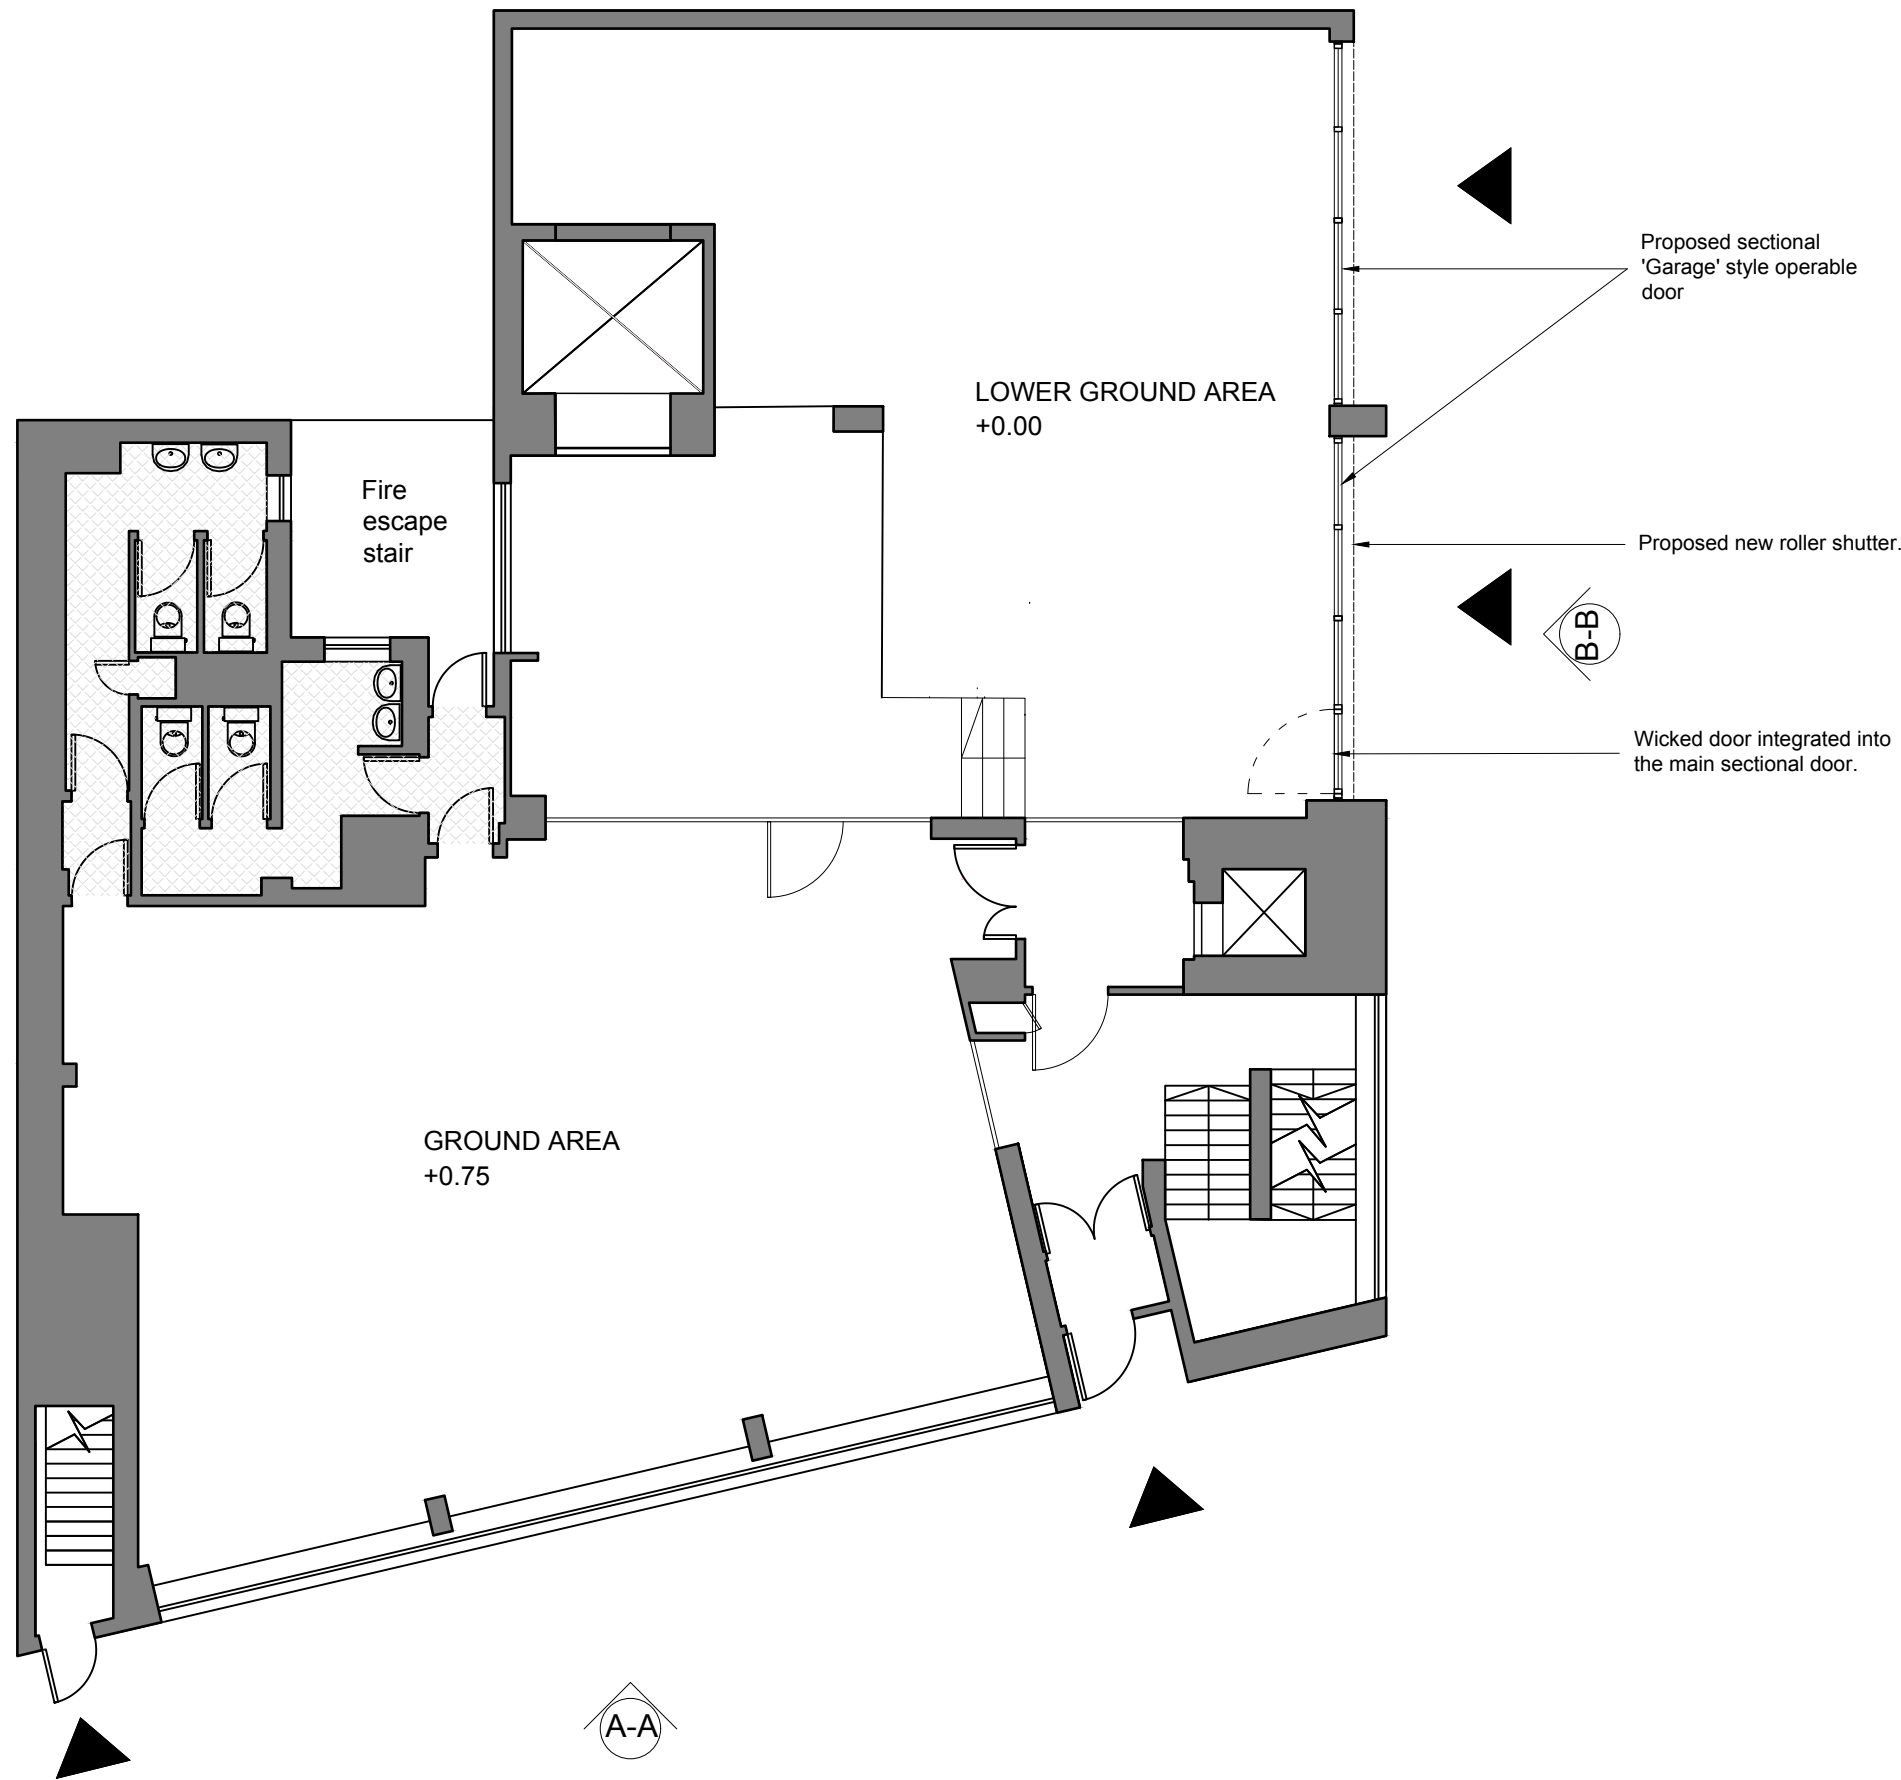 Proposed sectional
'Garage' style operable
door
LOWER GROUND AREA
+0.00
Fire
escape
stair
Proposed new roller shutter.
B-B
Wicked door integrated into
the main sectional door.
GROUND AREA
+0.75
A-A